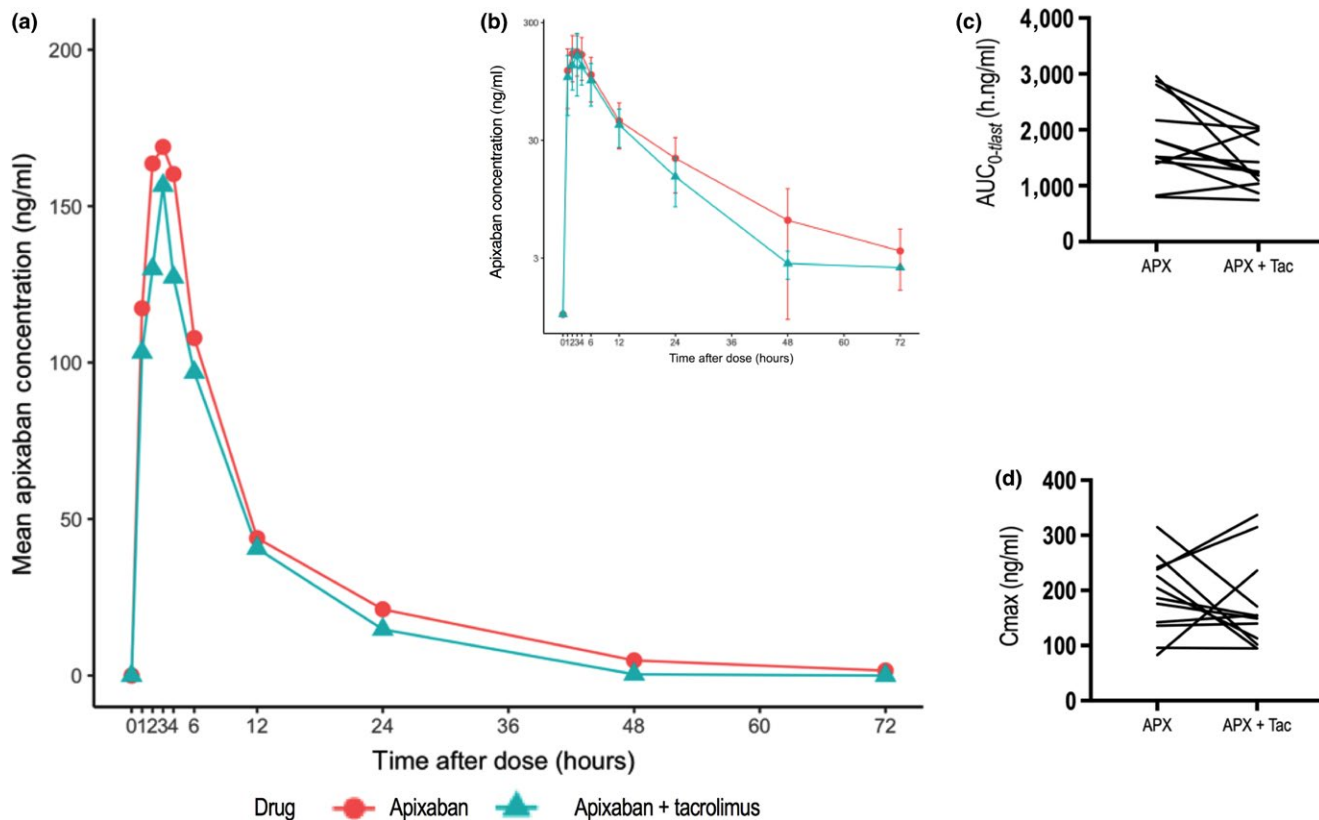 (a)
Mean apixaban concentration (ng/ml)
200
150
100
50
0
0 1 2 3 4 6 12 24 36 48 60 72
Time after dose (hours)
Drug Apixaban Apixaban + tacrolimus
(b)
Apixaban concentration (ng/ml)
300
30
3
0 1 2 3 4 6 12 24 36 48 60 72
Time after dose (hours)
(c)
AUC0-tlast (h.ng/ml)
4,000
3,000
2,000
1,000
0
APX APX + Tac
(d)
Cmax (ng/ml)
400
300
200
100
0
APX APX + Tac